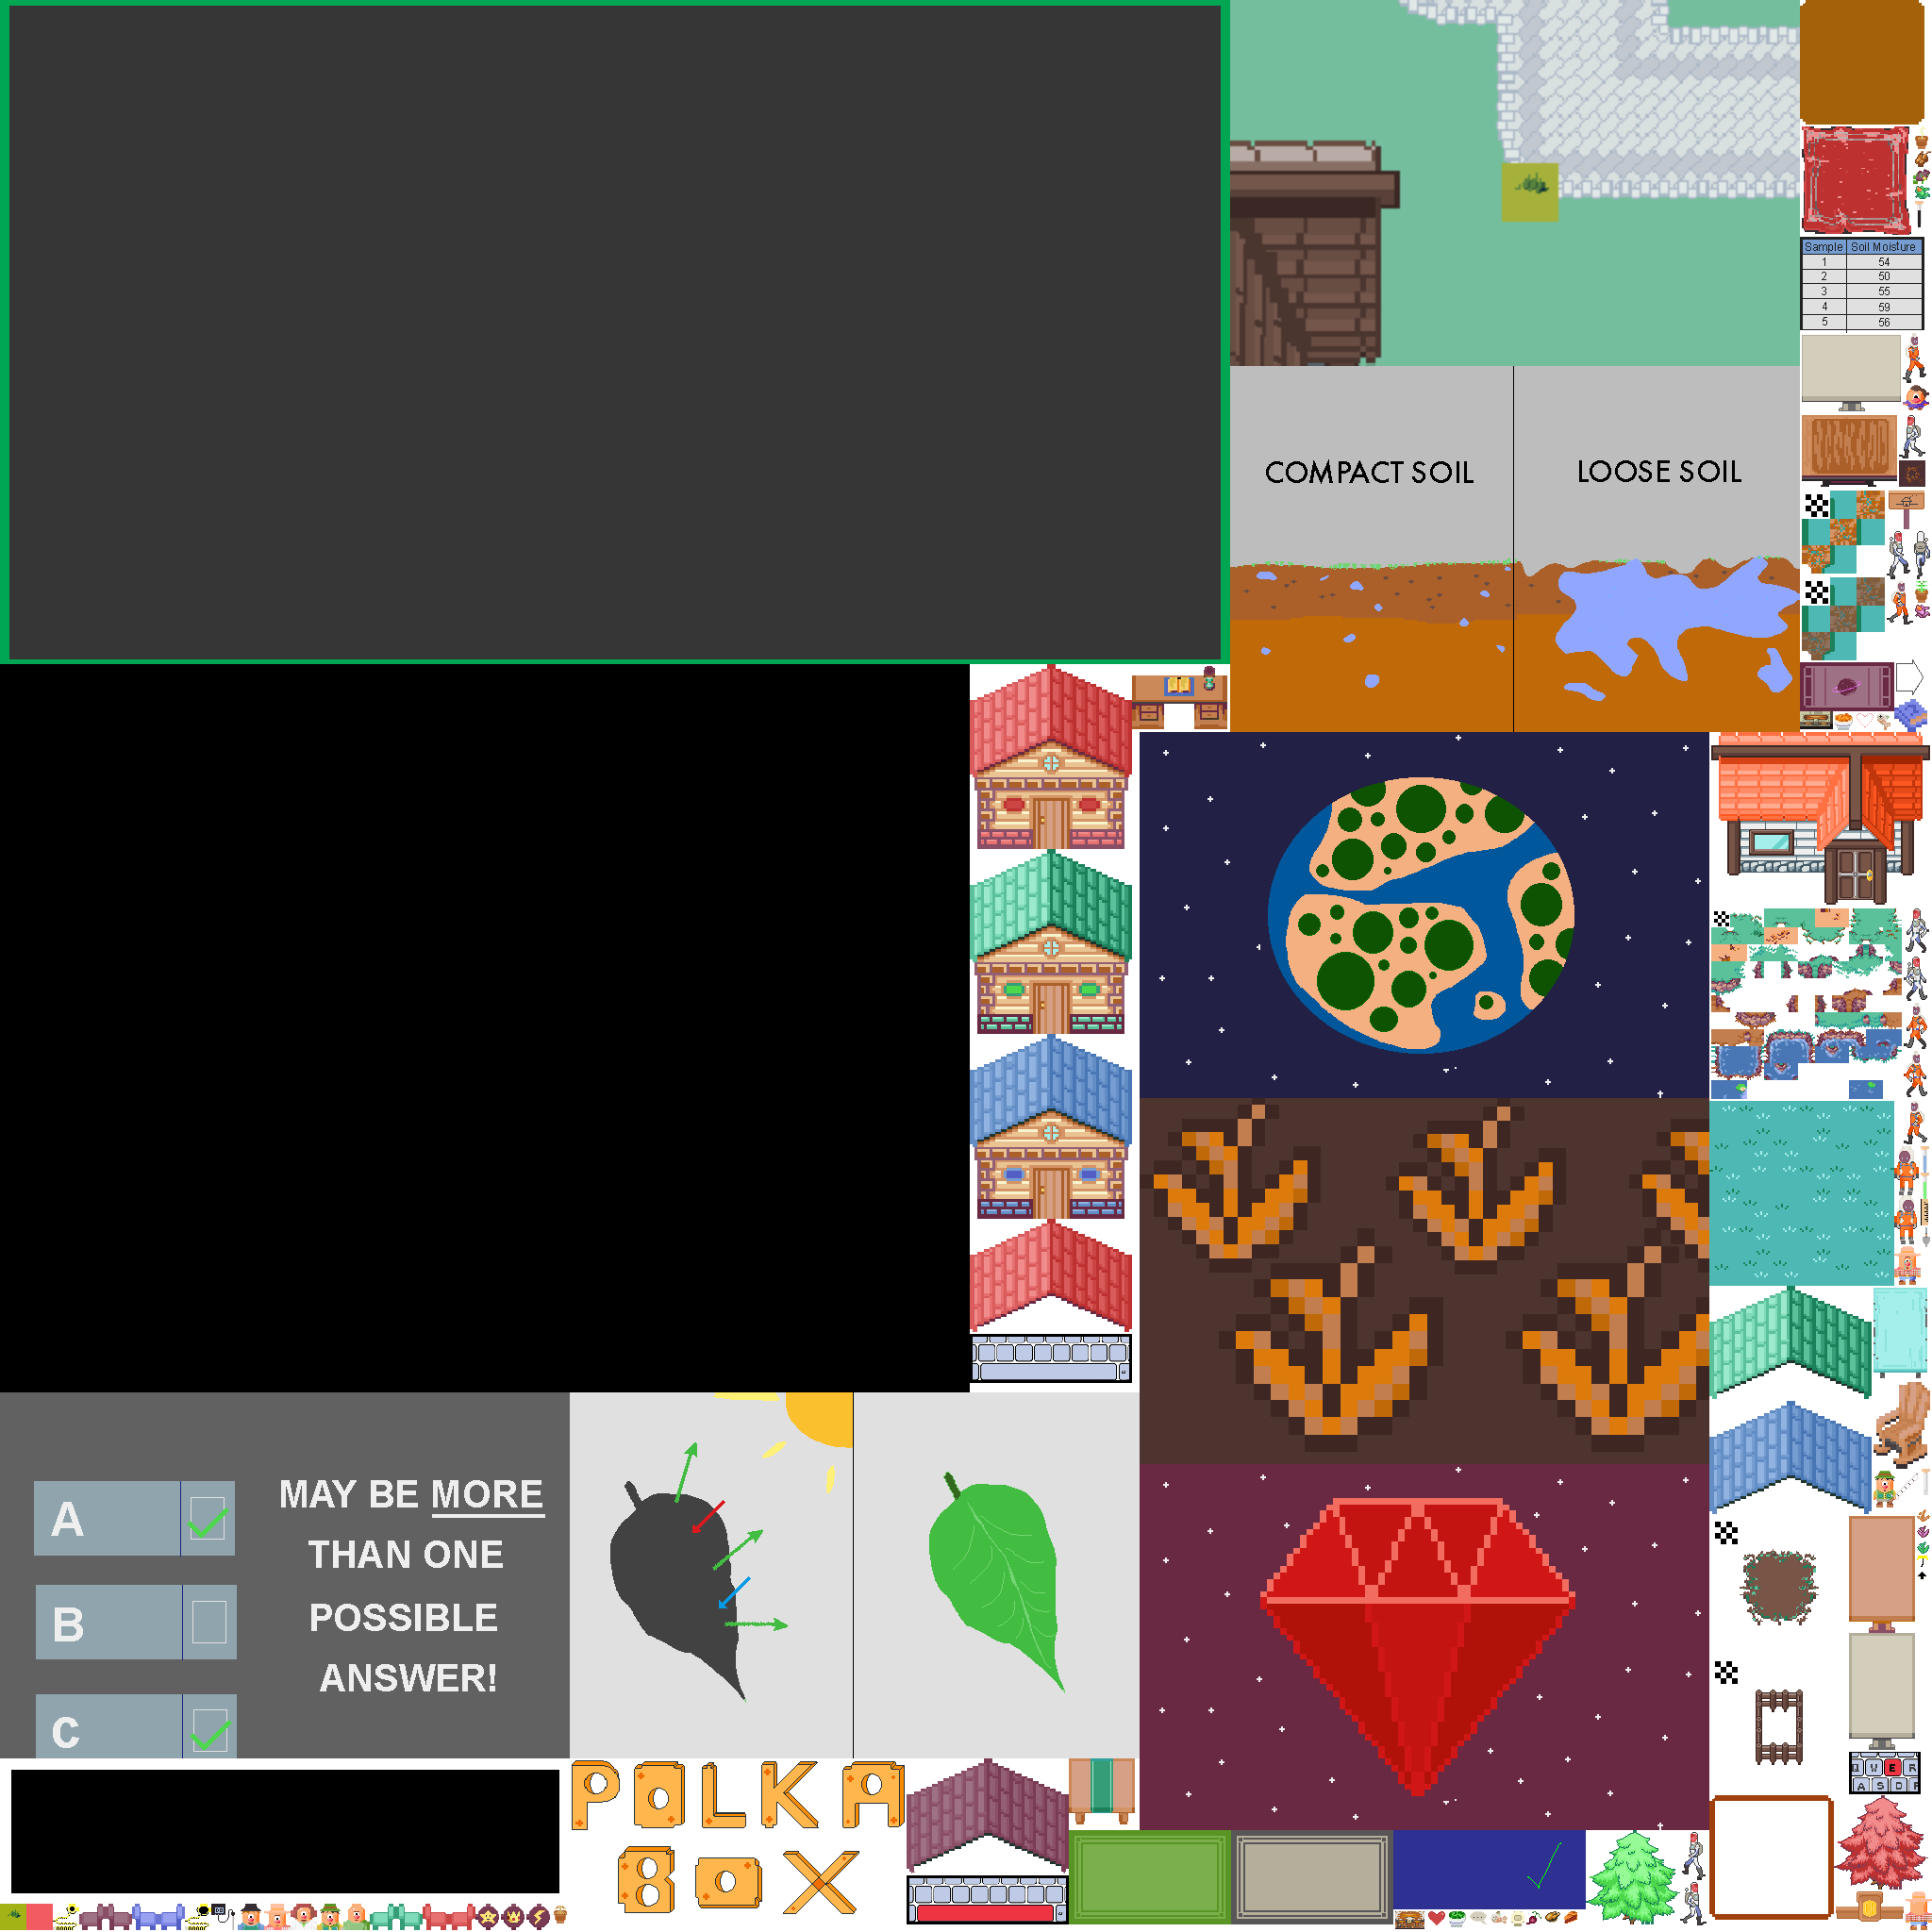 Sample Soil Moisture
1 54
2 50
3 55
4 59
5 56
COMPACT SOIL
LOOSE SOIL
A
MAY BE MORE
THAN ONE
B
POSSIBLE
ANSWER!
C
Q W E R
A S D F
POLKA
BOX